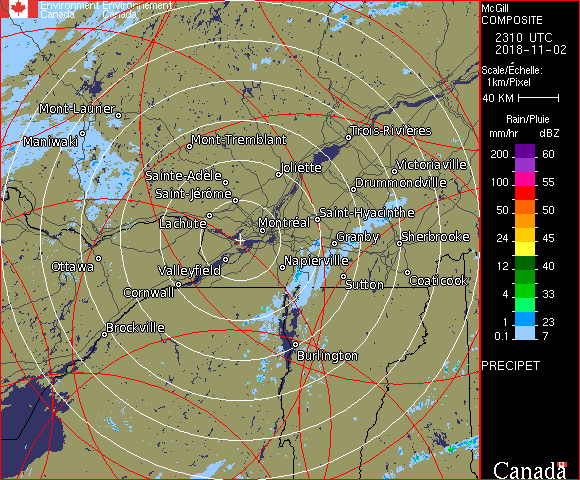 Environment Environnement
Canada Canada
McGill
COMPOSITE
2310 UTC
2018-11-02
Scale/Échelle:
1km/Pixel
40 KM
Rain/Pluie
mm/hr dBZ
200 60
100 55
50 50
24 45
12 40
4 33
1 23
0.1 7
PRECIPET
Canada
Mont-Laurier
Maniwaki
Mont-Tremblant
Trois-Rivières
Joliette
Victoriaville
Sainte-Adèle
Drummondville
Saint-Jérôme
Saint-Hyacinthe
Lachute
Montréal
Granby
Sherbrooke
Ottawa
Valleyfield
Napierville
Sutton
Coaticook
Cornwall
Brockville
Burlington